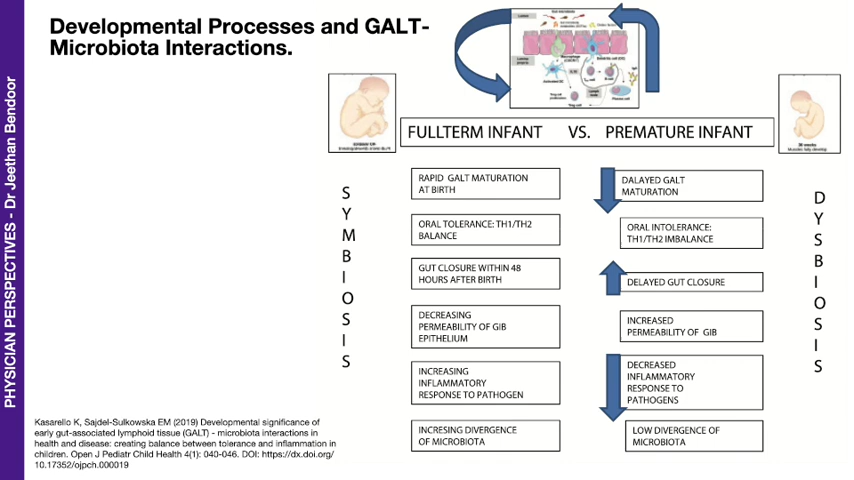 Developmental Processes and GALT-
Microbiota Interactions.
PHYSICIAN PERSPECTIVES - Dr Jeethan Bendoor
FULLTERM INFANT VS. PREMATURE INFANT
SYMBIOSIS
RAPID GALT MATURATION
AT BIRTH
ORAL TOLERANCE: TH1/TH2
BALANCE
GUT CLOSURE WITHIN 48
HOURS AFTER BIRTH
DECREASING
PERMEABILITY OF GIB
EPITHELIUM
INCREASING
INFLAMMATORY
RESPONSE TO PATHOGEN
INCRESING DIVERGENCE
OF MICROBIOTA
DALAYED GALT
MATURATION
ORAL INTOLERANCE:
TH1/TH2 IMBALANCE
DELAYED GUT CLOSURE
INCREASED
PERMEABILITY OF GIB
DECREASED
INFLAMMATORY
RESPONSE TO
PATHOGENS
LOW DIVERGENCE OF
MICROBIOTA
DYSBIOSIS
Kasarello K, Sajdel-Sulkowska EM (2019) Developmental significance of
early gut-associated lymphoid tissue (GALT) - microbiota interactions in
health and disease: creating balance between tolerance and inflammation in
children. Open J Pediatr Child Health 4(1): 040-046. DOI: https://dx.doi.org/
10.17352/ojpch.000019